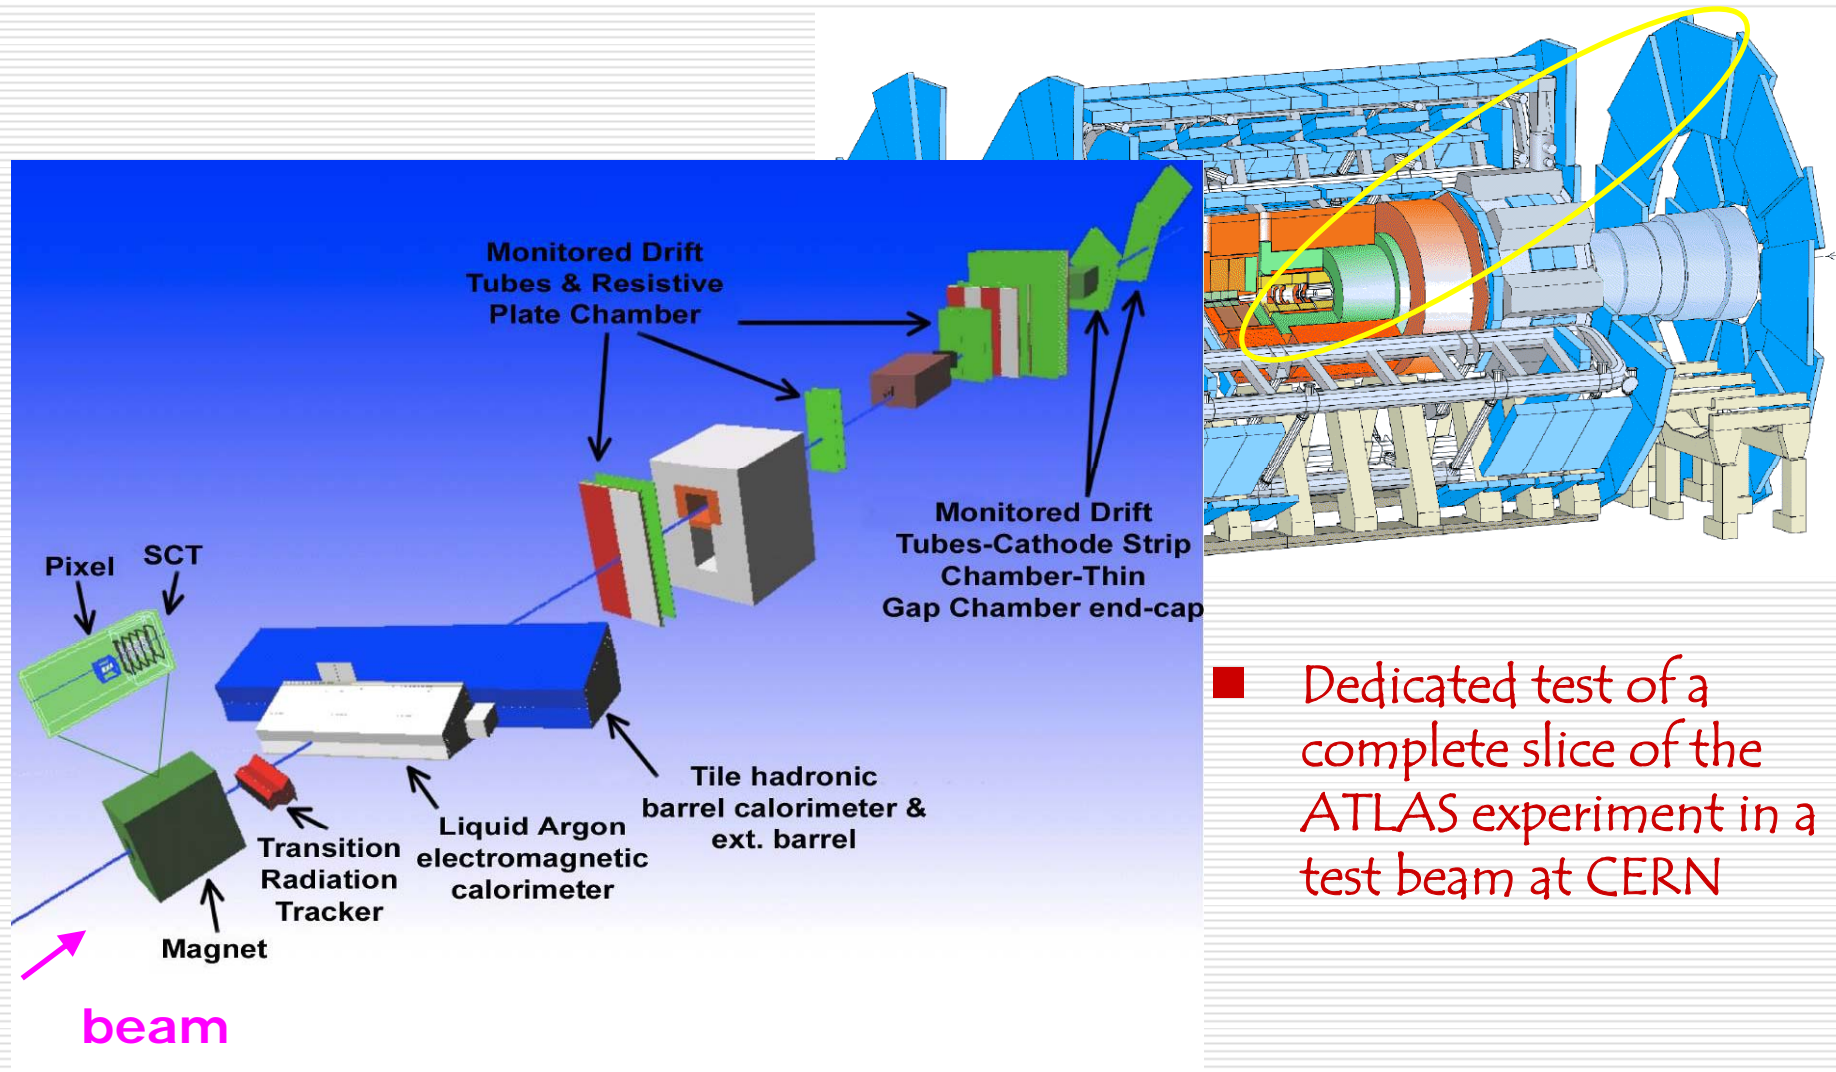 Monitored Drift
Tubes & Resistive
Plate Chamber
Monitored Drift
Tubes-Cathode Strip
Chamber-Thin
Gap Chamber end-cap
Pixel
SCT
Tile hadronic
barrel calorimeter &
ext. barrel
Liquid Argon
electromagnetic
calorimeter
Transition
Radiation
Tracker
Magnet
beam
Dedicated test of a
complete slice of the
ATLAS experiment in a
test beam at CERN